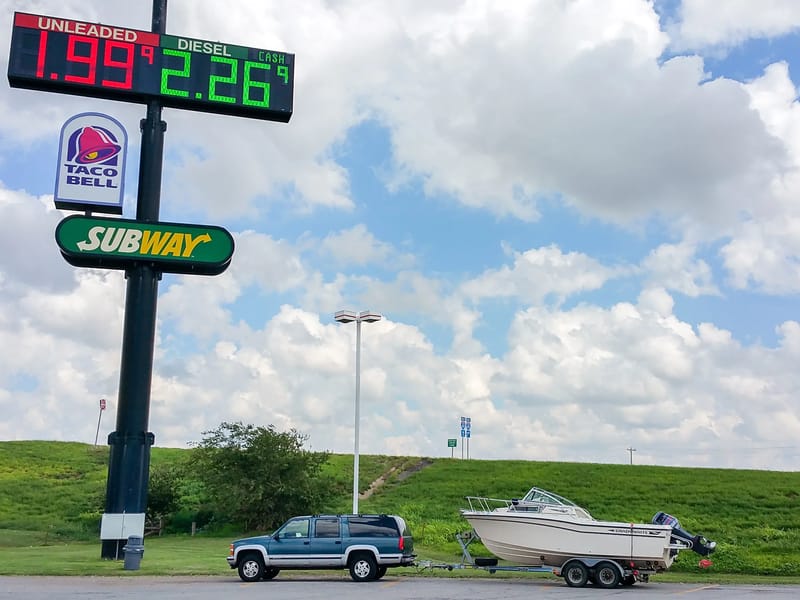 UNLEADED
1.99 9
DIESEL
CASH
2.26 9
TACO
BELL
SUBWAY